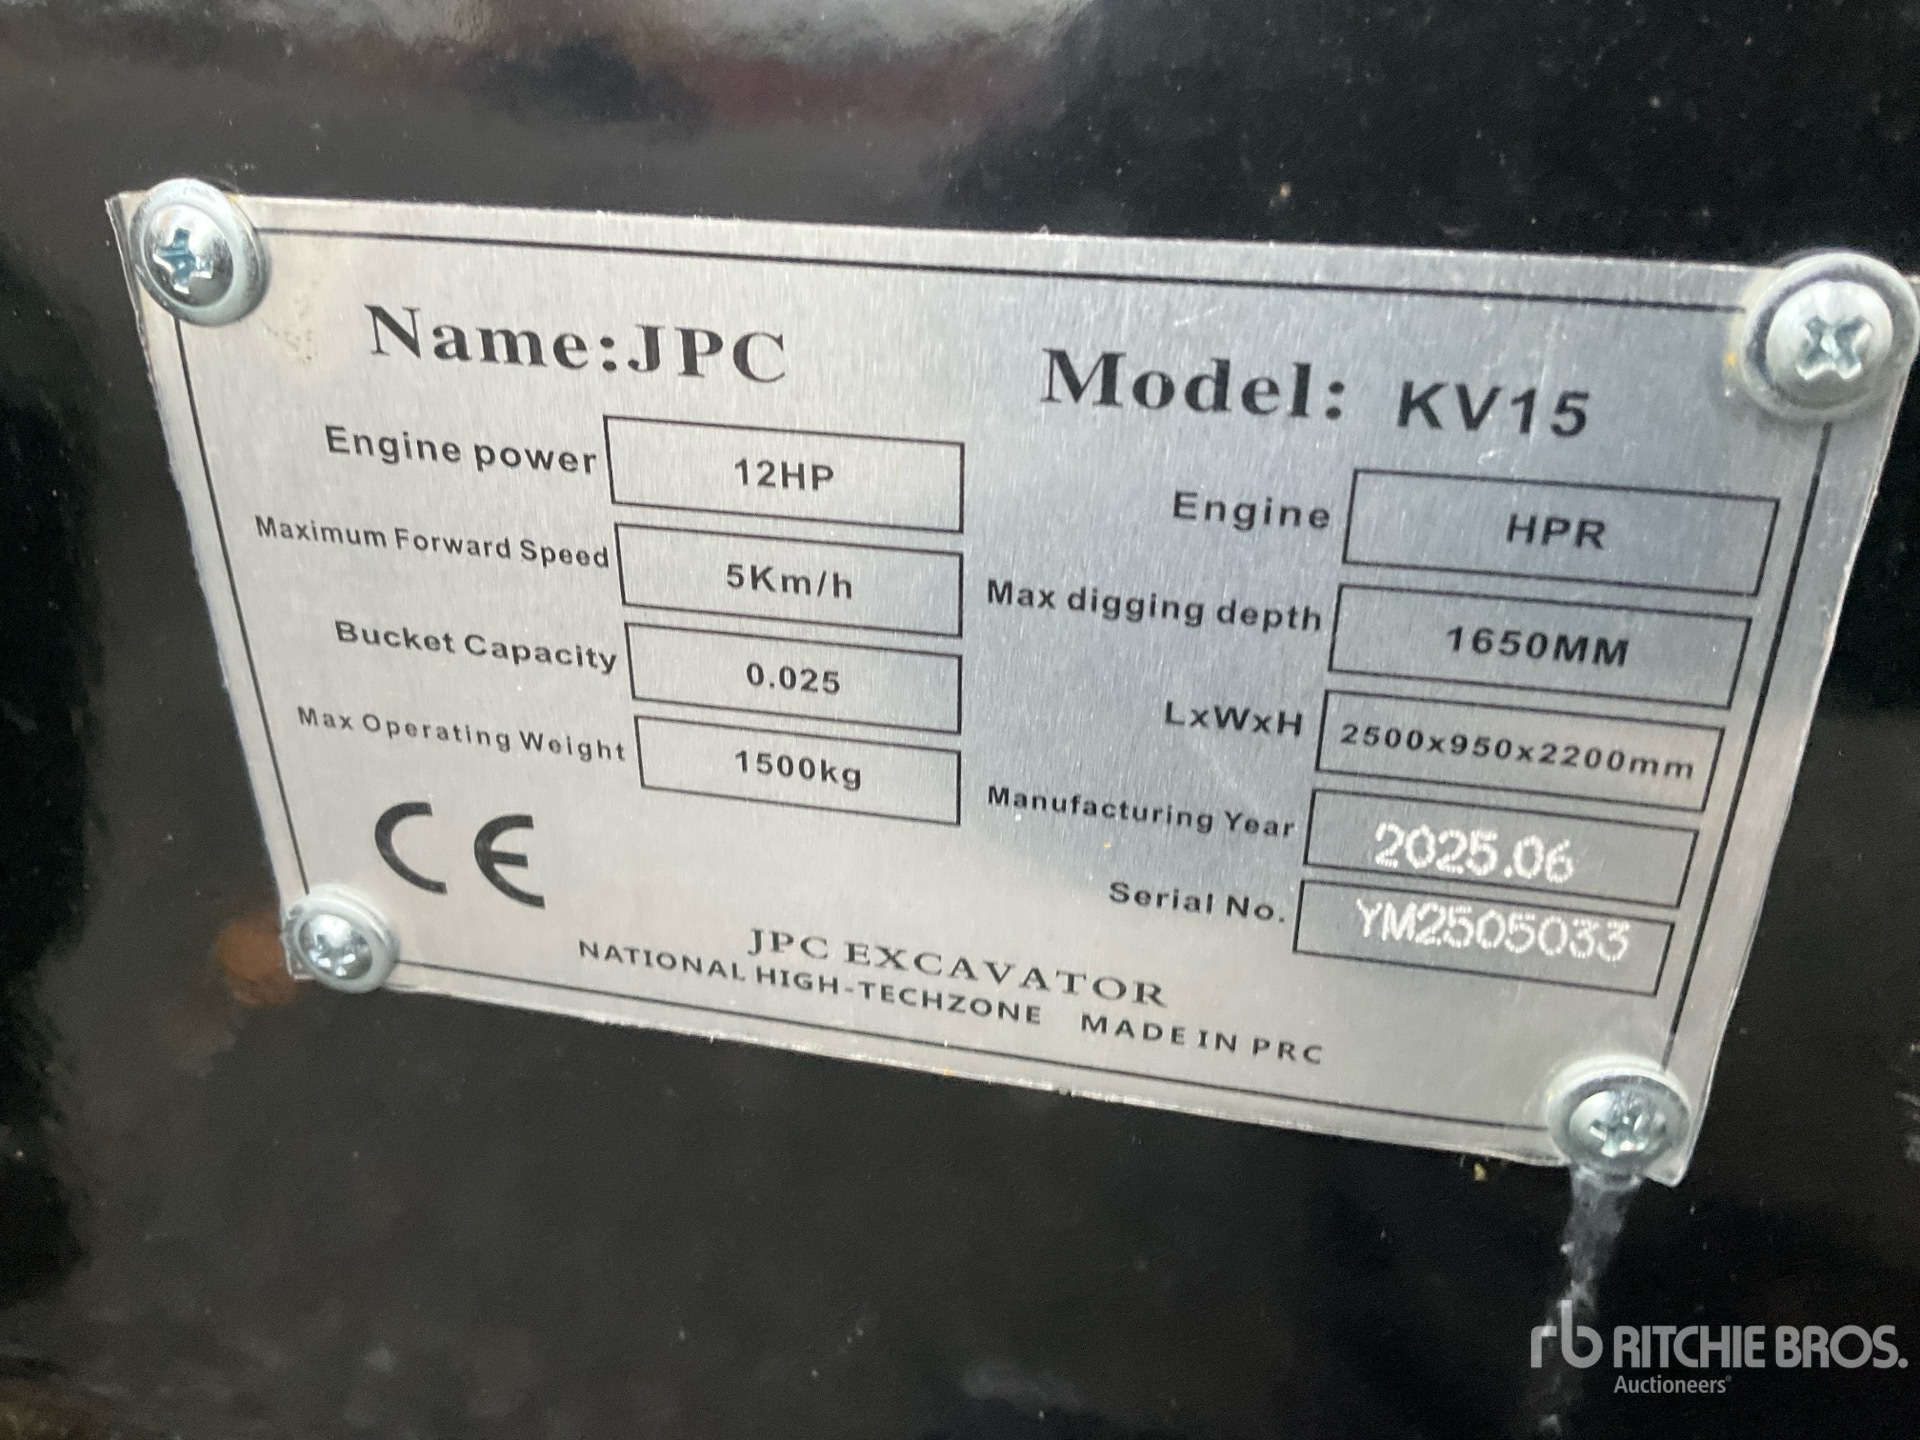 Name:JPC Model: KV15
Engine power 12HP Engine HPR
Maximum Forward Speed 5Km/h Max digging depth 1650MM
Bucket Capacity 0.025 LxWxH 2500x950x2200mm
Max Operating Weight 1500kg Manufacturing Year 2025.06
Serial No. YM2505033
CE
JPC EXCAVATOR
NATIONAL HIGH-TECHZONE MADE IN PRC
rb RITCHIE BROS.
Auctioneers